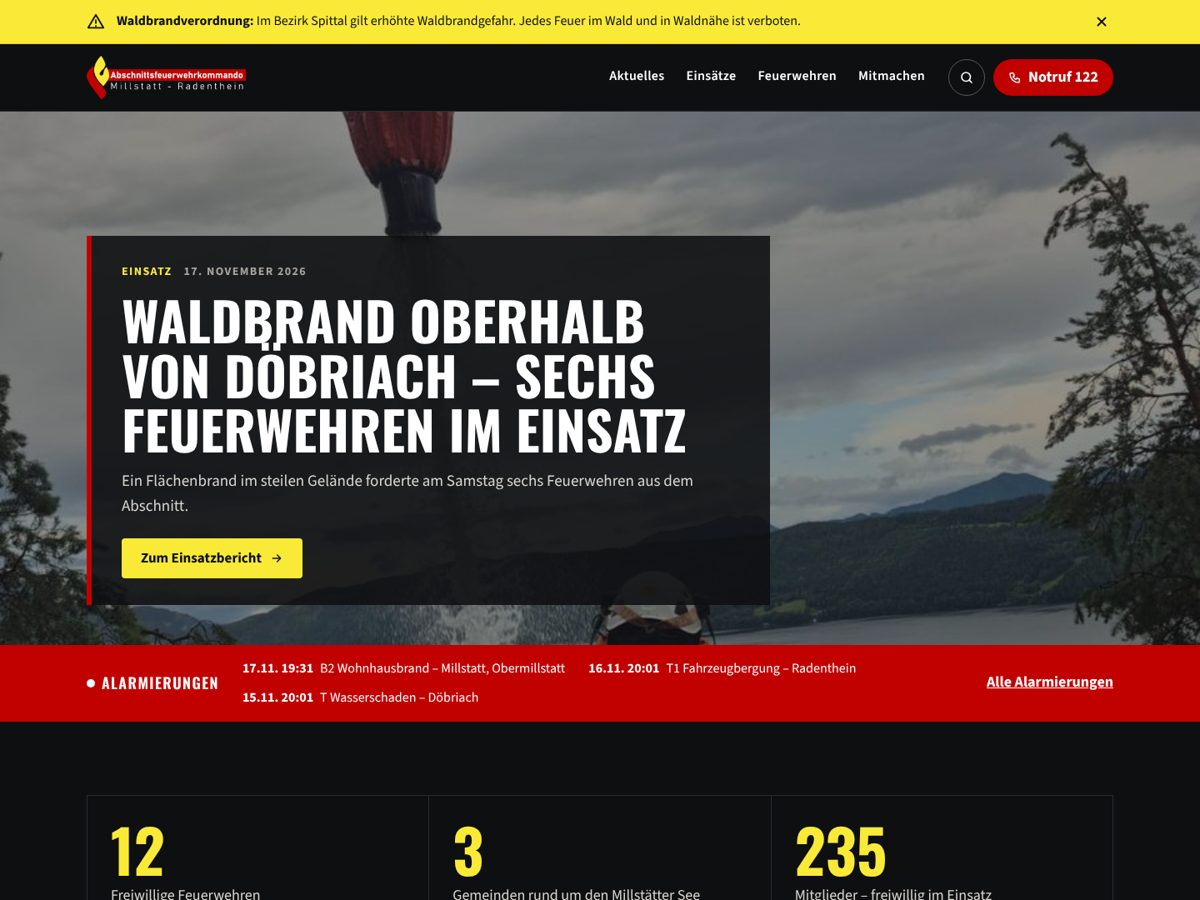 Waldbrandverordnung: Im Bezirk Spittal gilt erhöhte Waldbrandgefahr. Jedes Feuer im Wald und in Waldnähe ist verboten.
Abschnittsfeuerwehrkommando
Millstatt - Radenthein
Aktuelles Einsätze Feuerwehren Mitmachen Notruf 122
EINSATZ 17. NOVEMBER 2026
WALDBRAND OBERHALB
VON DÖBRIACH – SECHS
FEUERWEHREN IM EINSATZ
Ein Flächenbrand im steilen Gelände forderte am Samstag sechs Feuerwehren aus dem
Abschnitt.
Zum Einsatzbericht →
ALARMIERUNGEN
17.11. 19:31 B2 Wohnhausbrand – Millstatt, Obermillstatt 16.11. 20:01 T1 Fahrzeugbergung – Radenthein
15.11. 20:01 T Wasserschaden – Döbriach
Alle Alarmierungen
12 3 235
Freiwillige Feuerwehren Gemeinden rund um den Millstätter See Mitglieder – freiwillig im Einsatz